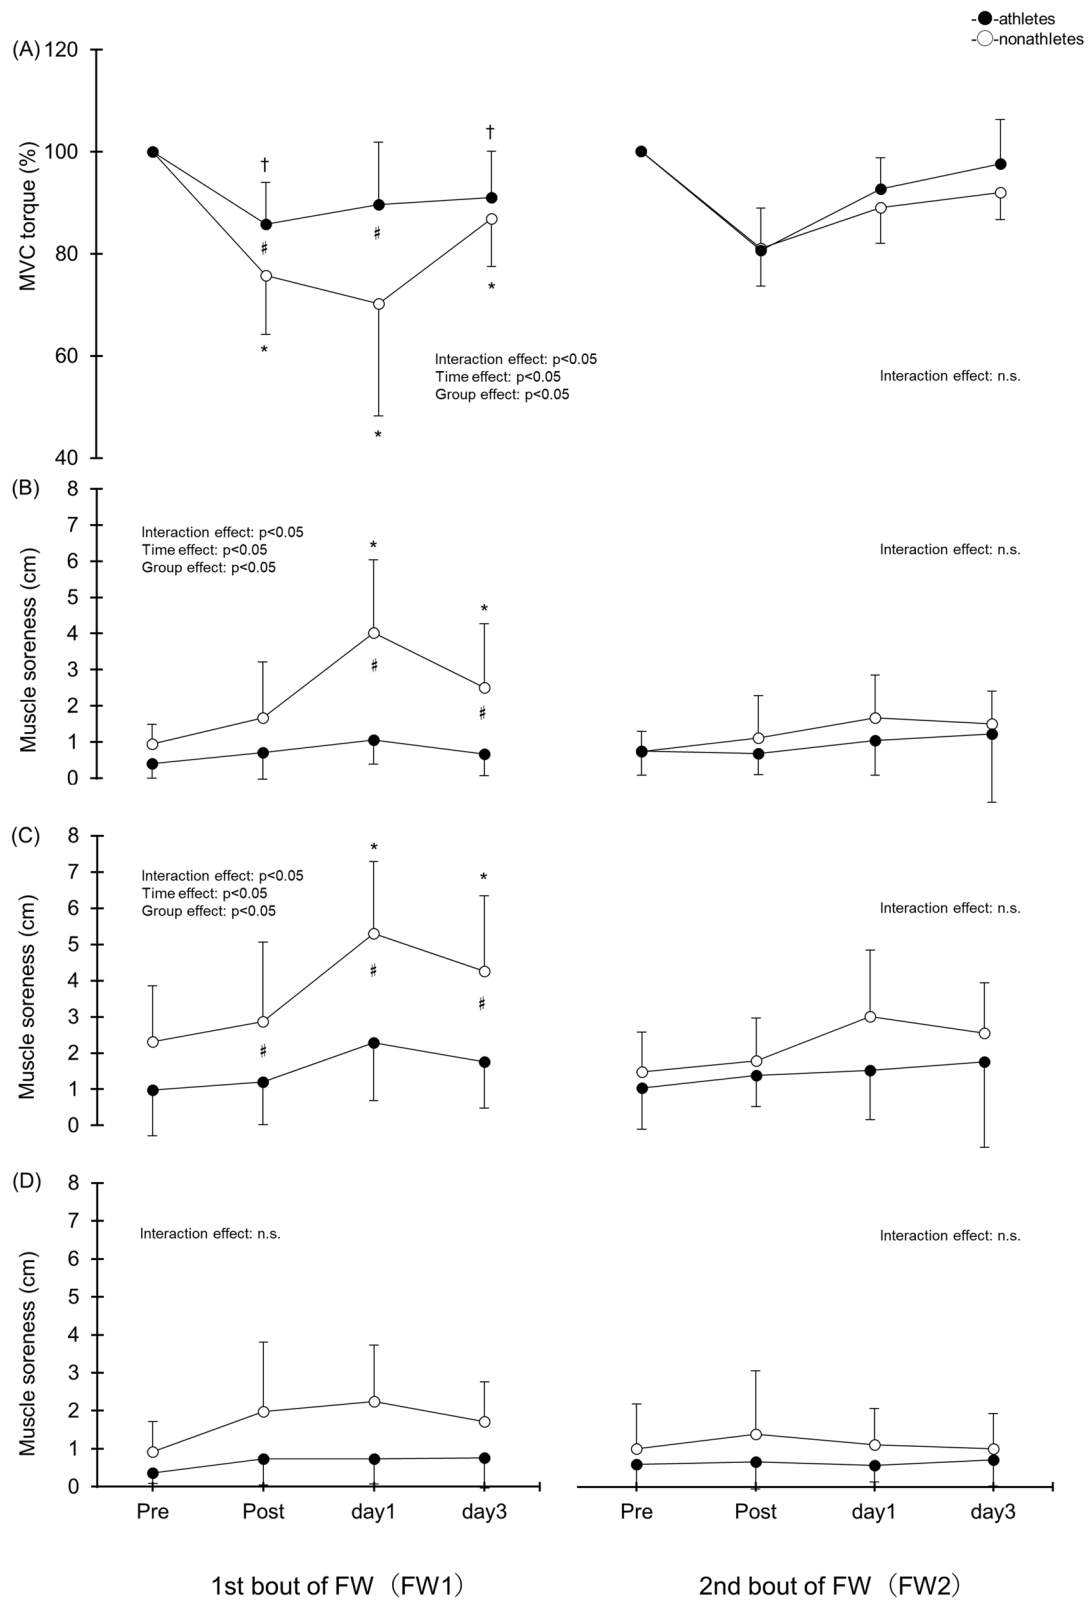 -●-athletes
-○-nonathletes
(A)
MVC torque (%)
120
100
80
60
40
†
†
♯
♯
*
*
*
Interaction effect: p<0.05
Time effect: p<0.05
Group effect: p<0.05
Interaction effect: n.s.
(B)
Muscle soreness (cm)
8
7
6
5
4
3
2
1
0
Interaction effect: p<0.05
Time effect: p<0.05
Group effect: p<0.05
*
*
♯
♯
Interaction effect: n.s.
(C)
Muscle soreness (cm)
8
7
6
5
4
3
2
1
0
Interaction effect: p<0.05
Time effect: p<0.05
Group effect: p<0.05
*
*
♯
♯
♯
Interaction effect: n.s.
(D)
Muscle soreness (cm)
8
7
6
5
4
3
2
1
0
Interaction effect: n.s.
Interaction effect: n.s.
Pre Post day1 day3
Pre Post day1 day3
1st bout of FW（FW1）
2nd bout of FW（FW2）